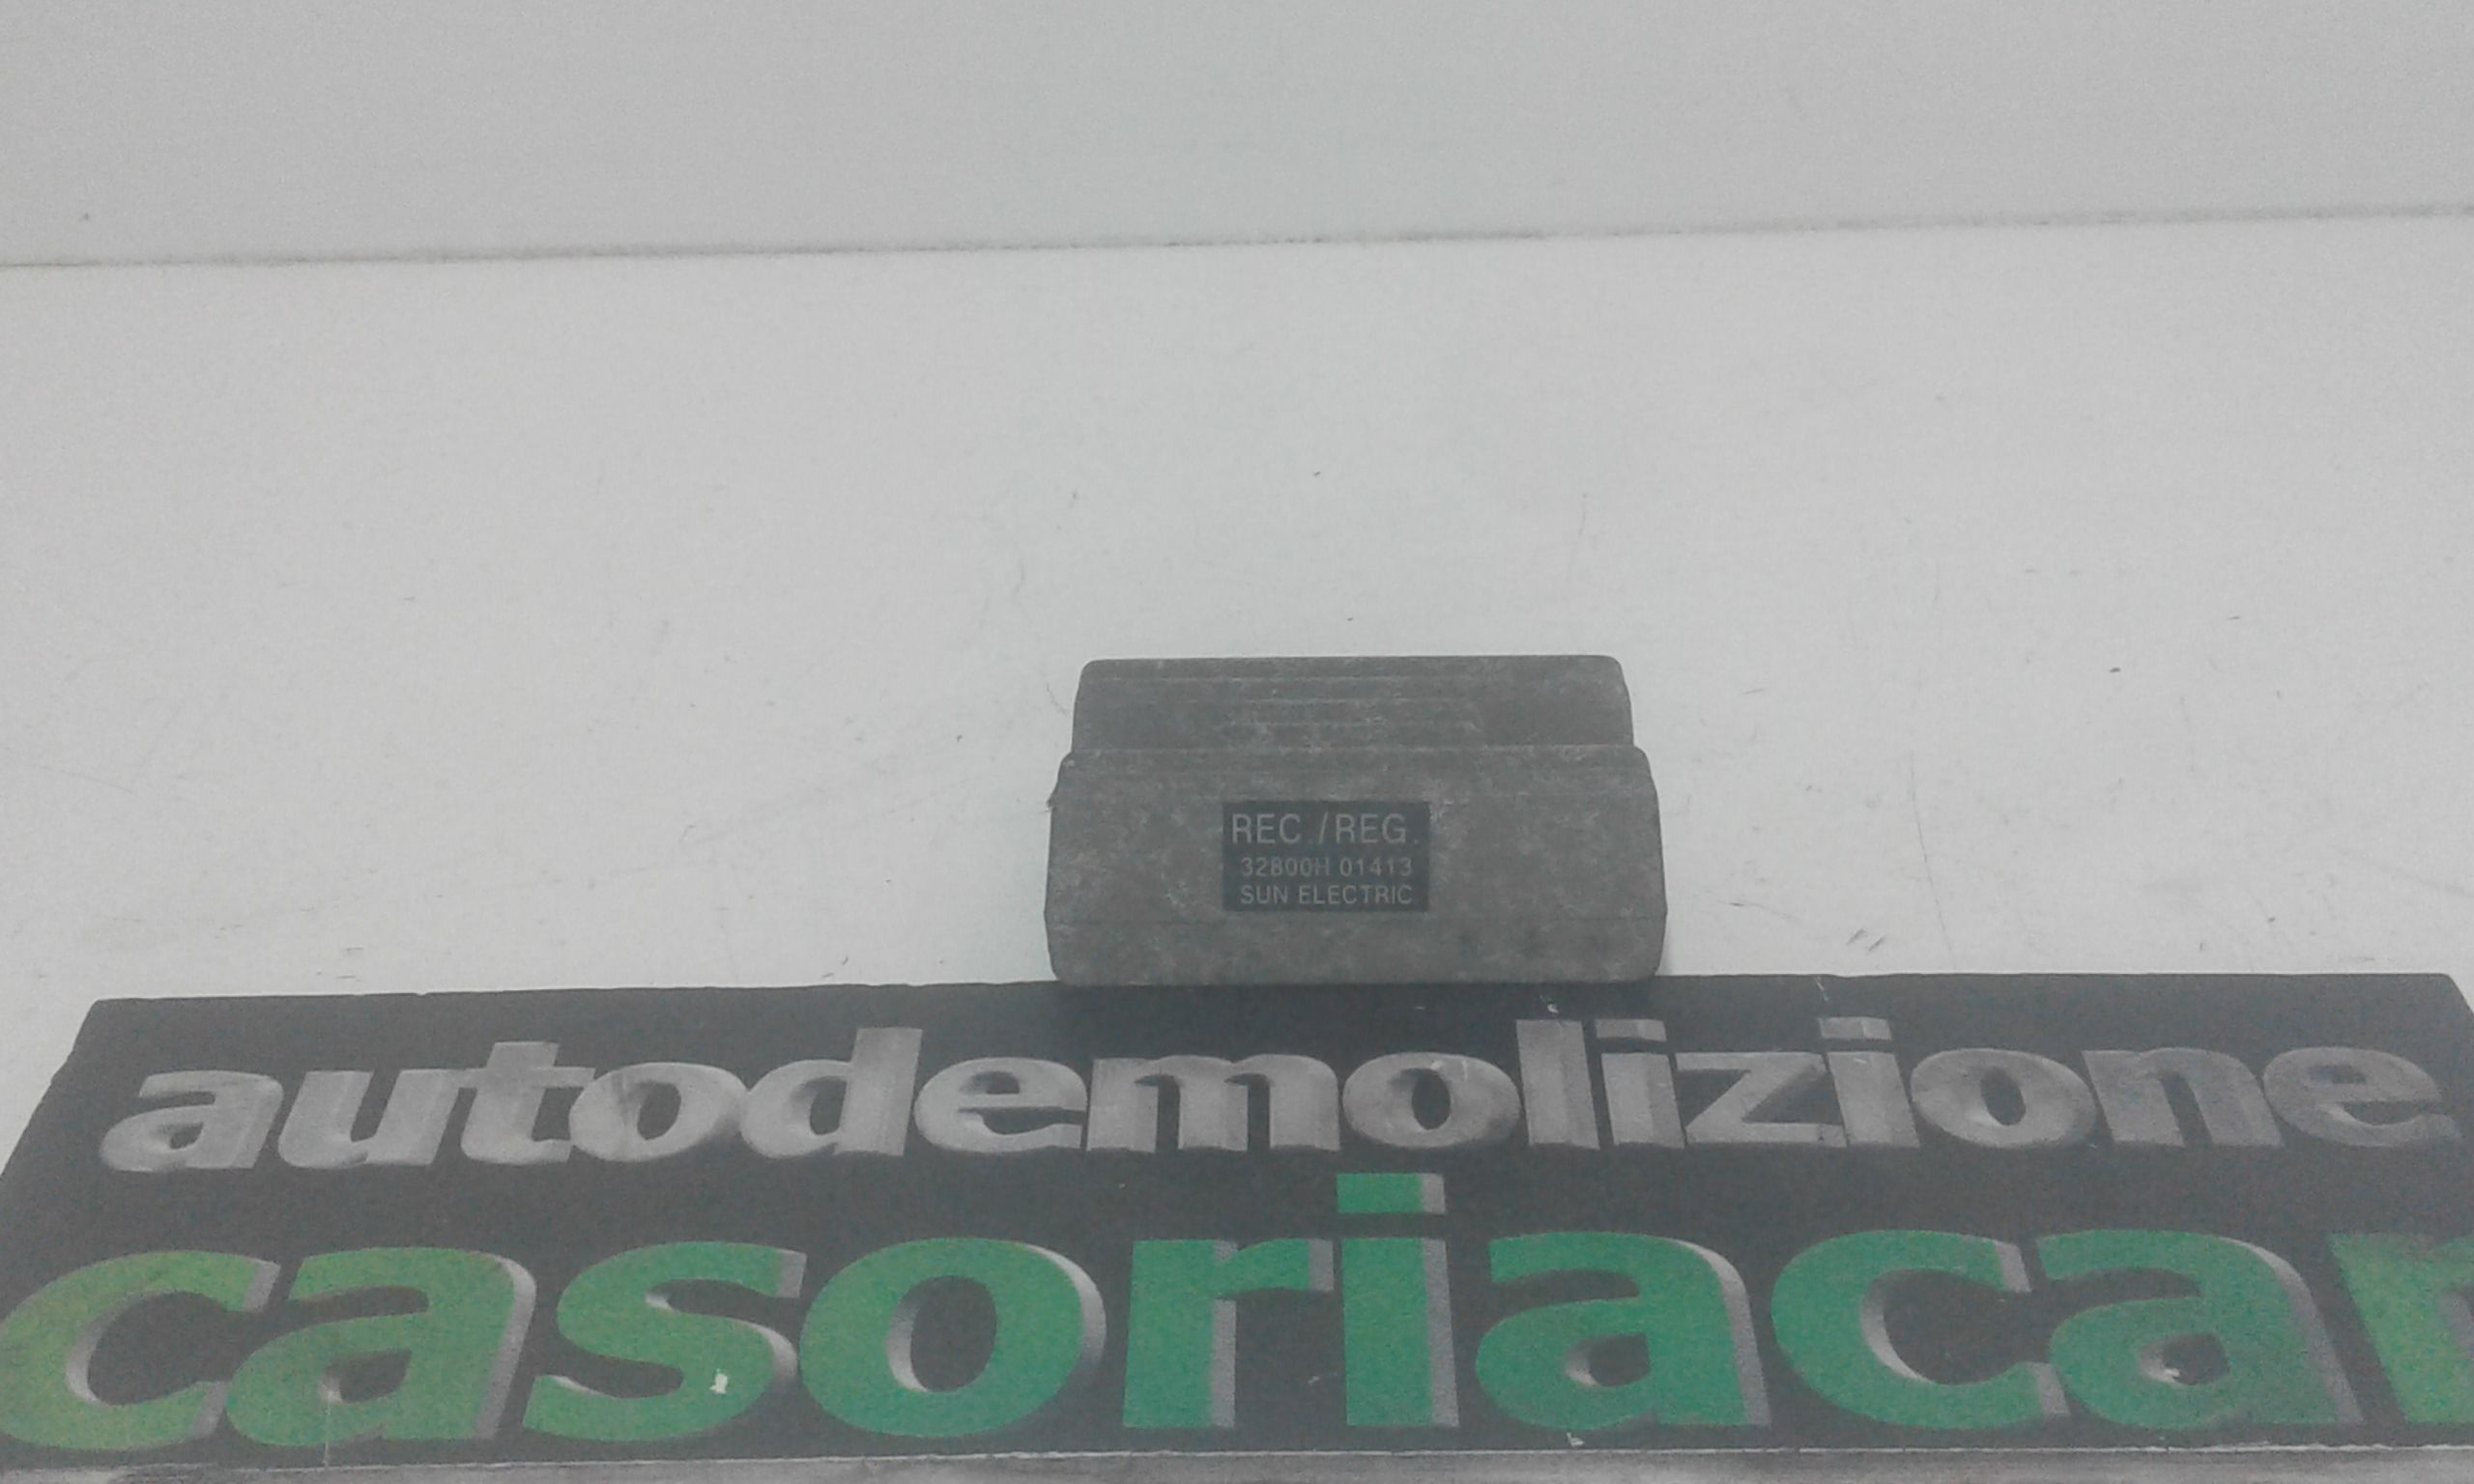 REC./REG.
32800H 01413
SUN ELECTRIC
autodemolizione
casoriacar